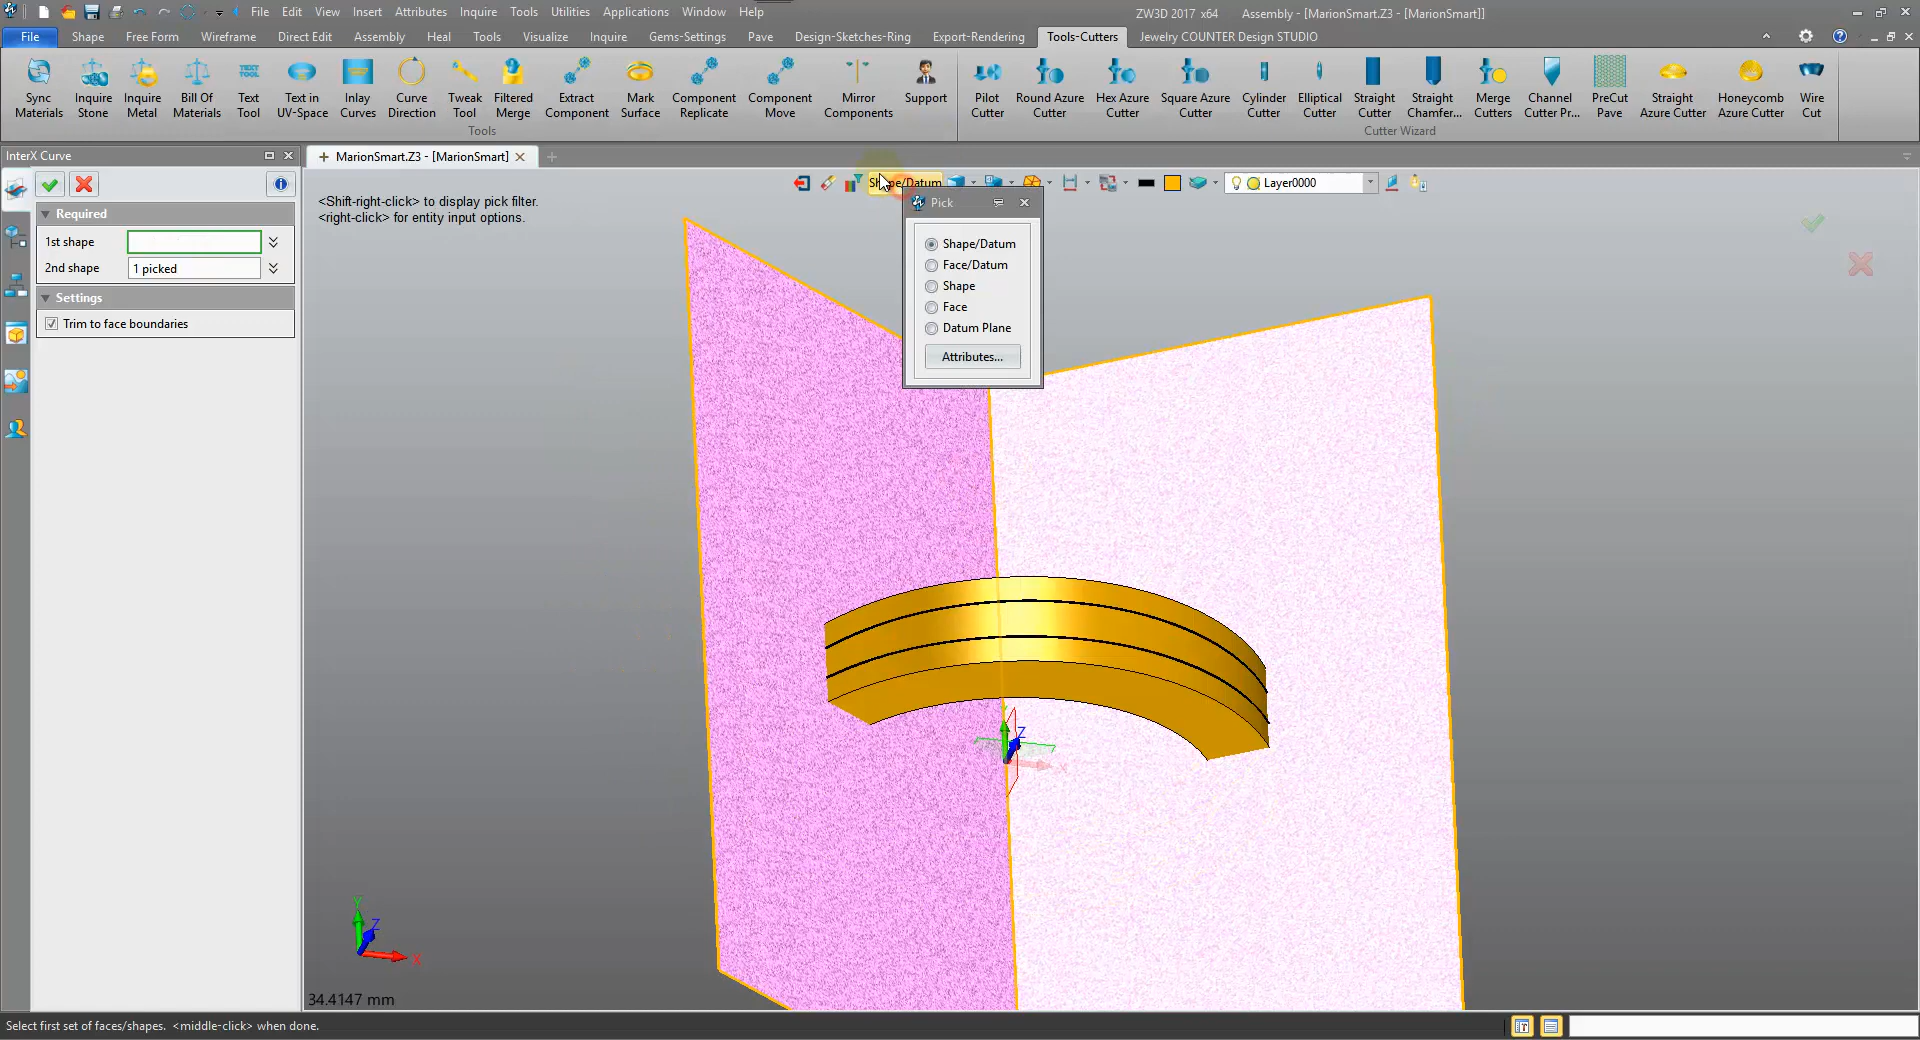 File Edit View Insert Attributes Inquire Tools Utilities Applications Window Help ZW3D 2017 x64 Assembly - [MarionSmart.Z3 - [MarionSmart]]
File Shape Free Form Wireframe Direct Edit Assembly Heal Tools Visualize Inquire Gems-Settings Pave Design-Sketches-Ring Export-Rendering Tools-Cutters Jewelry COUNTER Design STUDIO
TEXT
TOOL
Sync Materials
Inquire Stone
Inquire Metal
Bill Of Materials
Text Tool
Text in UV-Space
Inlay Curves
Curve Direction
Tweak Tool
Filtered Merge
Extract Component
Mark Surface
Component Replicate
Component Move
Mirror Components
Support
Pilot Cutter
Round Azure Cutter
Hex Azure Cutter
Square Azure Cutter
Cylinder Cutter
Elliptical Cutter
Straight Cutter
Straight Chamfer...
Merge Cutters
Channel Cutter Pr...
PreCut Pave
Straight Azure Cutter
Honeycomb Azure Cutter
Wire Cut
Tools
Cutter Wizard
InterX Curve
MarionSmart.Z3 - [MarionSmart]
Required
1st shape
2nd shape 1 picked
Settings
Trim to face boundaries
<Shift-right-click> to display pick filter.
<right-click> for entity input options.
Shape/Datum
Layer0000
Pick
Shape/Datum
Face/Datum
Shape
Face
Datum Plane
Attributes...
Z
X
Y
Z
X
34.4147 mm
Select first set of faces/shapes. <middle-click> when done.